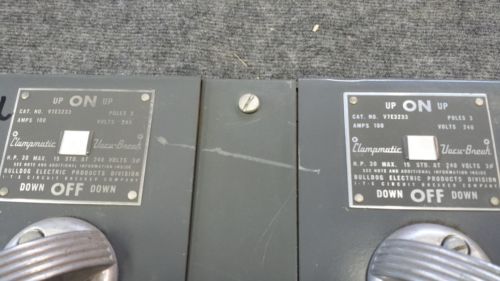 UP ON UP
CAT. NO. V7E3233 POLES 3
AMPS 100 VOLTS 240
Clampmatic Vacu-Break
H.P. 30 MAX. 15 STD. AT 240 VOLTS 3Ø
SEE NOTE AND ADDITIONAL INFORMATION INSIDE
BULLDOG ELECTRIC PRODUCTS DIVISION
I-T-E CIRCUIT BREAKER COMPANY
DOWN OFF DOWN
UP ON UP
CAT. NO. V7E3233 POLES 3
AMPS 100 VOLTS 240
Clampmatic Vacu-Break
H.P. 30 MAX. 15 STD. AT 240 VOLTS 3Ø
SEE NOTE AND ADDITIONAL INFORMATION INSIDE
BULLDOG ELECTRIC PRODUCTS DIVISION
I-T-E CIRCUIT BREAKER COMPANY
DOWN OFF DOWN